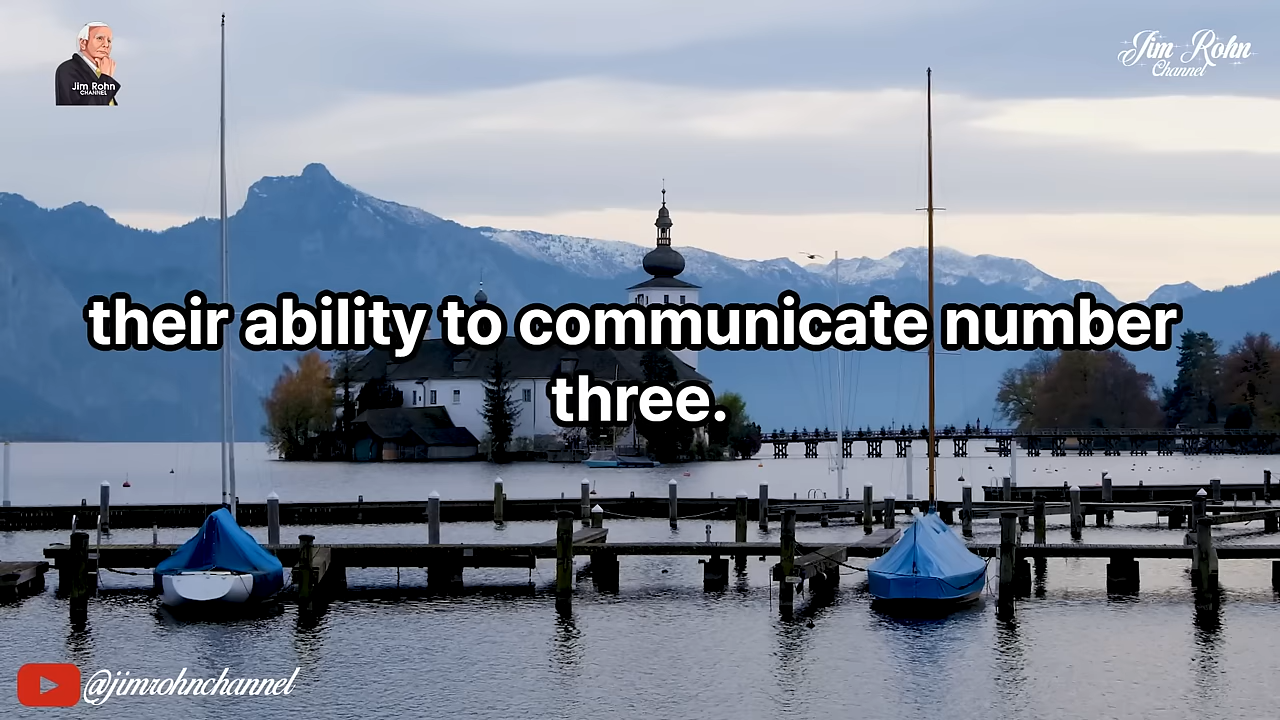 Jim Rohn
CHANNEL
Jim Rohn
Channel
their ability to communicate number
three.
@jimrohnchannel